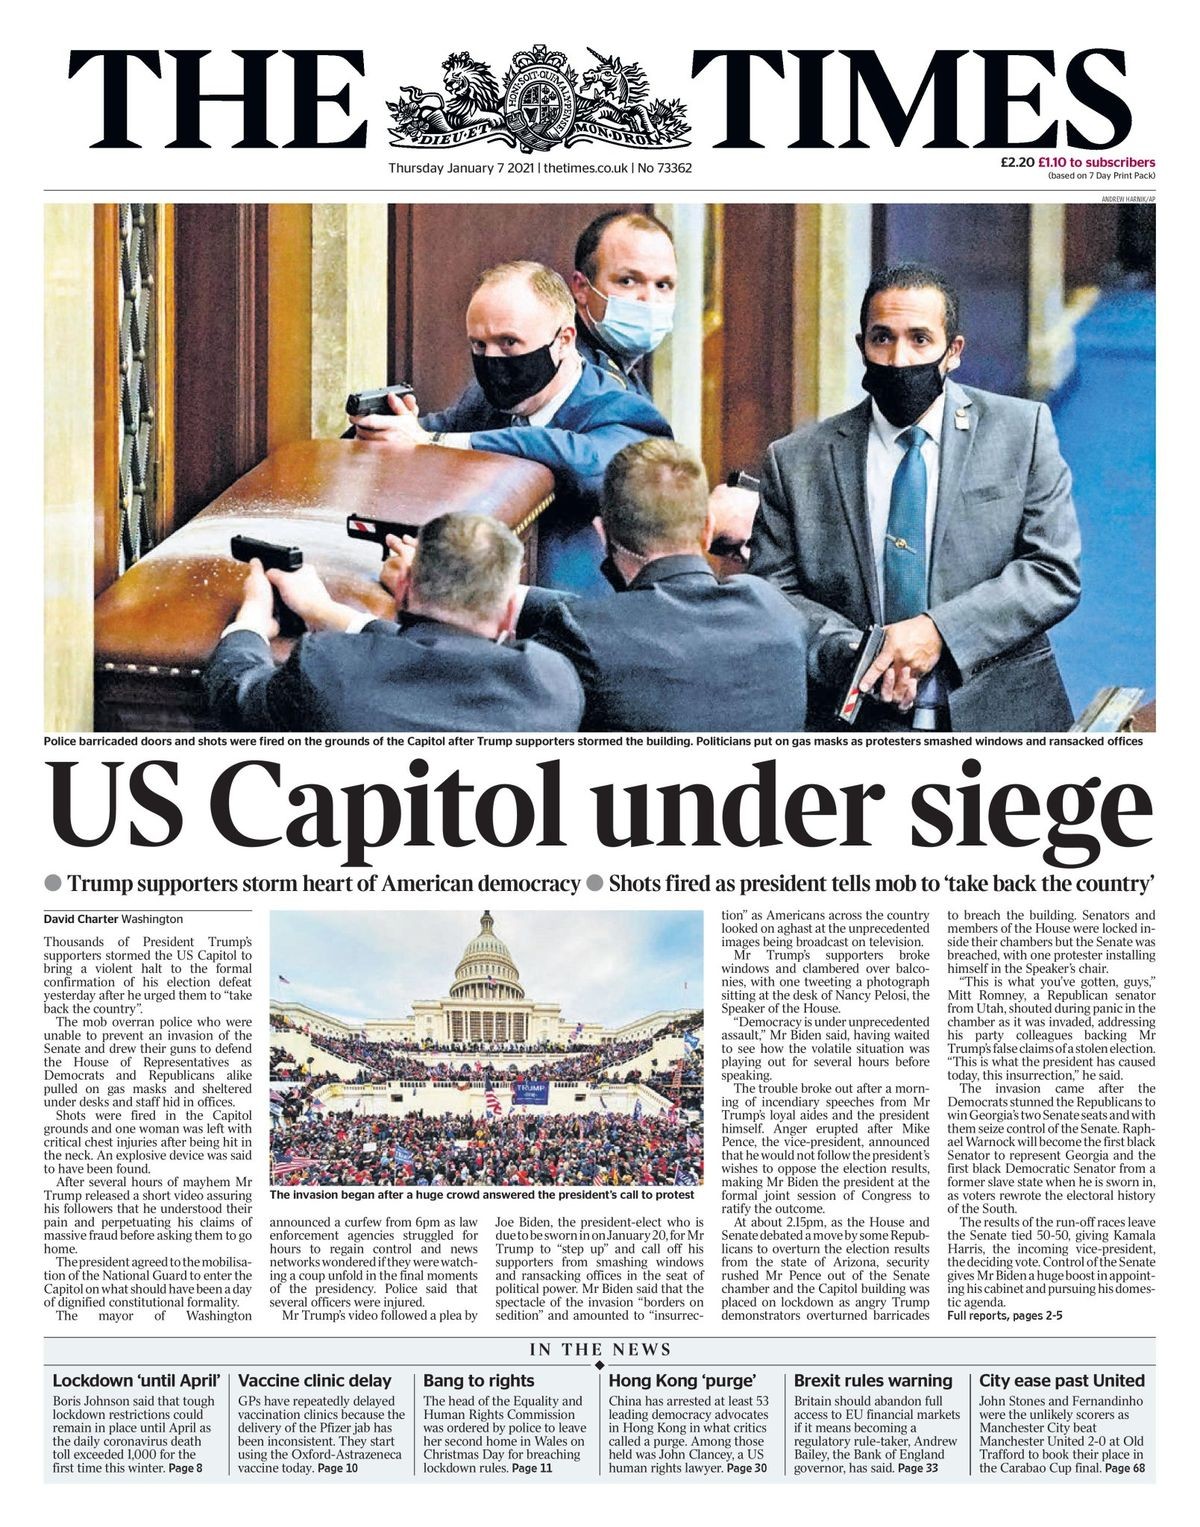 THE TIMES
HONI·SOIT·QUI·MAL·Y·PENSE
DIEU·ET MON·DROIT
Thursday January 7 2021 | thetimes.co.uk | No 73362
£2.20 £1.10 to subscribers
(based on 7 Day Print Pack)
ANDREW HARNIK/AP
Police barricaded doors and shots were fired on the grounds of the Capitol after Trump supporters stormed the building. Politicians put on gas masks as protesters smashed windows and ransacked offices
US Capitol under siege
● Trump supporters storm heart of American democracy ● Shots fired as president tells mob to ‘take back the country’
David Charter Washington
Thousands of President Trump’s
supporters stormed the US Capitol to
bring a violent halt to the formal
confirmation of his election defeat
yesterday after he urged them to “take
back the country”.
The mob overran police who were
unable to prevent an invasion of the
Senate and drew their guns to defend
the House of Representatives as
Democrats and Republicans alike
pulled on gas masks and sheltered
under desks and staff hid in offices.
Shots were fired in the Capitol
grounds and one woman was left with
critical chest injuries after being hit in
the neck. An explosive device was said
to have been found.
After several hours of mayhem Mr
Trump released a short video assuring
his followers that he understood their
pain and perpetuating his claims of
massive fraud before asking them to go
home.
The president agreed to the mobilisa-
tion of the National Guard to enter the
Capitol on what should have been a day
of dignified constitutional formality.
The mayor of Washington
TRUMP
The invasion began after a huge crowd answered the president’s call to protest
announced a curfew from 6pm as law
enforcement agencies struggled for
hours to regain control and news
networks wondered if they were watch-
ing a coup unfold in the final moments
of the presidency. Police said that
several officers were injured.
Mr Trump’s video followed a plea by
Joe Biden, the president-elect who is
due to be sworn in on January 20, for Mr
Trump to “step up” and call off his
supporters from smashing windows
and ransacking offices in the seat of
political power. Mr Biden said that the
spectacle of the invasion “borders on
sedition” and amounted to “insurrec-
tion” as Americans across the country
looked on aghast at the unprecedented
images being broadcast on television.
Mr Trump’s supporters broke
windows and clambered over balco-
nies, with one tweeting a photograph
sitting at the desk of Nancy Pelosi, the
Speaker of the House.
“Democracy is under unprecedented
assault,” Mr Biden said, having waited
to see how the volatile situation was
playing out for several hours before
speaking.
The trouble broke out after a morn-
ing of incendiary speeches from Mr
Trump’s loyal aides and the president
himself. Anger erupted after Mike
Pence, the vice-president, announced
that he would not follow the president’s
wishes to oppose the election results,
making Mr Biden the president at the
formal joint session of Congress to
ratify the outcome.
At about 2.15pm, as the House and
Senate debated a move by some Repub-
licans to overturn the election results
from the state of Arizona, security
rushed Mr Pence out of the Senate
chamber and the Capitol building was
placed on lockdown as angry Trump
demonstrators overturned barricades
to breach the building. Senators and
members of the House were locked in-
side their chambers but the Senate was
breached, with one protester installing
himself in the Speaker’s chair.
“This is what you’ve gotten, guys,”
Mitt Romney, a Republican senator
from Utah, shouted during panic in the
chamber as it was invaded, addressing
his party colleagues backing Mr
Trump’s false claims of a stolen election.
“This is what the president has caused
today, this insurrection,” he said.
The invasion came after the
Democrats stunned the Republicans to
win Georgia’s two Senate seats and with
them seize control of the Senate. Raph-
ael Warnock will become the first black
Senator to represent Georgia and the
first black Democratic Senator from a
former slave state when he is sworn in,
as voters rewrote the electoral history
of the South.
The results of the run-off races leave
the Senate tied 50-50, giving Kamala
Harris, the incoming vice-president,
the deciding vote. Control of the Senate
gives Mr Biden a huge boost in appoint-
ing his cabinet and pursuing his domes-
tic agenda.
Full reports, pages 2-5
IN THE NEWS
Lockdown ‘until April’
Boris Johnson said that tough
lockdown restrictions could
remain in place until April as
the daily coronavirus death
toll exceeded 1,000 for the
first time this winter. Page 8
Vaccine clinic delay
GPs have repeatedly delayed
vaccination clinics because the
delivery of the Pfizer jab has
been inconsistent. They start
using the Oxford-Astrazeneca
vaccine today. Page 10
Bang to rights
The head of the Equality and
Human Rights Commission
was ordered by police to leave
her second home in Wales on
Christmas Day for breaching
lockdown rules. Page 11
Hong Kong ‘purge’
China has arrested at least 53
leading democracy advocates
in Hong Kong in what critics
called a purge. Among those
held was John Clancey, a US
human rights lawyer. Page 30
Brexit rules warning
Britain should abandon full
access to EU financial markets
if it means becoming a
regulatory rule-taker, Andrew
Bailey, the Bank of England
governor, has said. Page 33
City ease past United
John Stones and Fernandinho
were the unlikely scorers as
Manchester City beat
Manchester United 2-0 at Old
Trafford to book their place in
the Carabao Cup final. Page 68